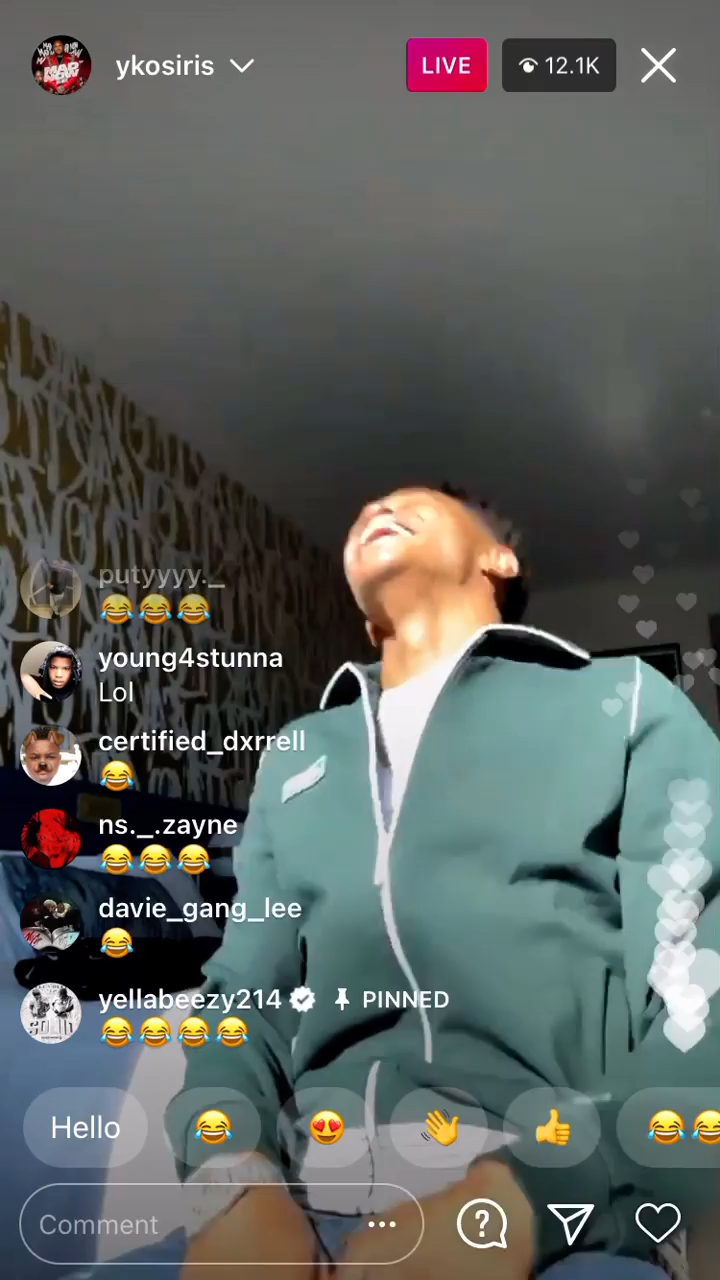 ykosiris
LIVE
12.1K
putyyyy._
😂😂😂
young4stunna
Lol
certified_dxrrell
😂
ns._.zayne
😂😂😂
davie_gang_lee
😂
yellabeezy214 PINNED
😂😂😂😂
Hello 😂 😍 👋 👍 😂😂
Comment